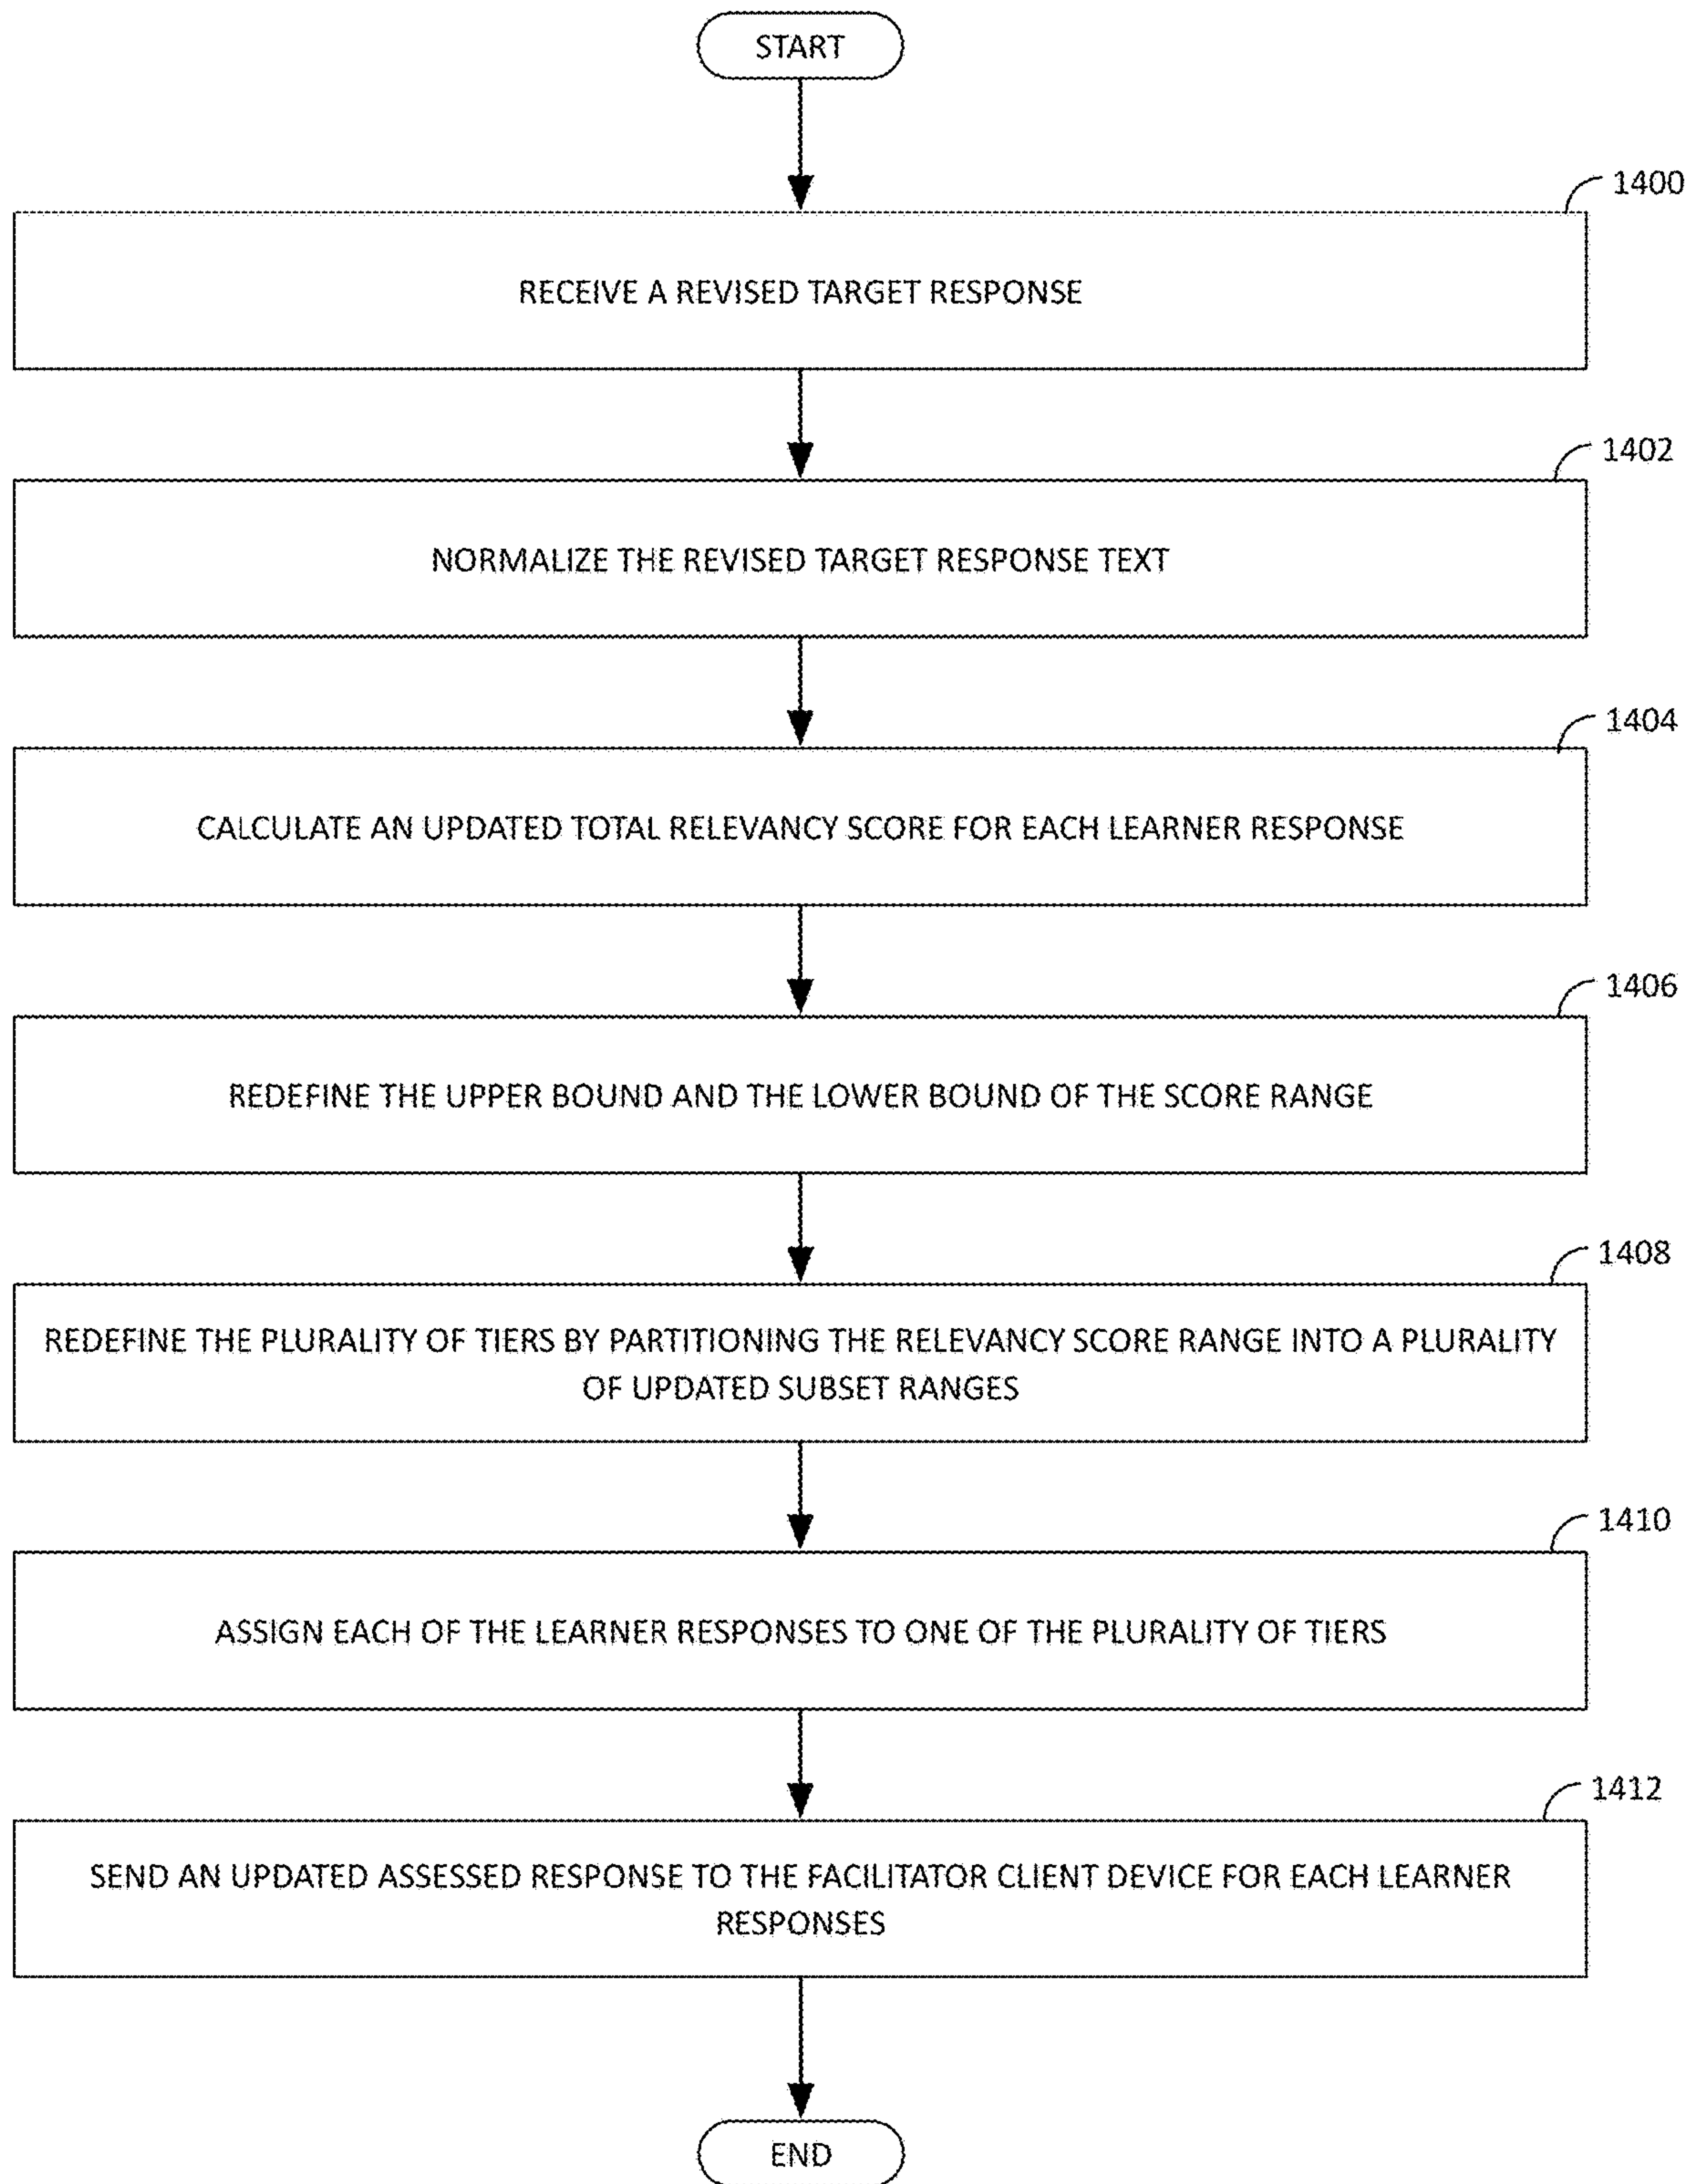 START
1400
RECEIVE A REVISED TARGET RESPONSE
1402
NORMALIZE THE REVISED TARGET RESPONSE TEXT
1404
CALCULATE AN UPDATED TOTAL RELEVANCY SCORE FOR EACH LEARNER RESPONSE
1406
REDEFINE THE UPPER BOUND AND THE LOWER BOUND OF THE SCORE RANGE
1408
REDEFINE THE PLURALITY OF TIERS BY PARTITIONING THE RELEVANCY SCORE RANGE INTO A PLURALITY
OF UPDATED SUBSET RANGES
1410
ASSIGN EACH OF THE LEARNER RESPONSES TO ONE OF THE PLURALITY OF TIERS
1412
SEND AN UPDATED ASSESSED RESPONSE TO THE FACILITATOR CLIENT DEVICE FOR EACH LEARNER
RESPONSES
END